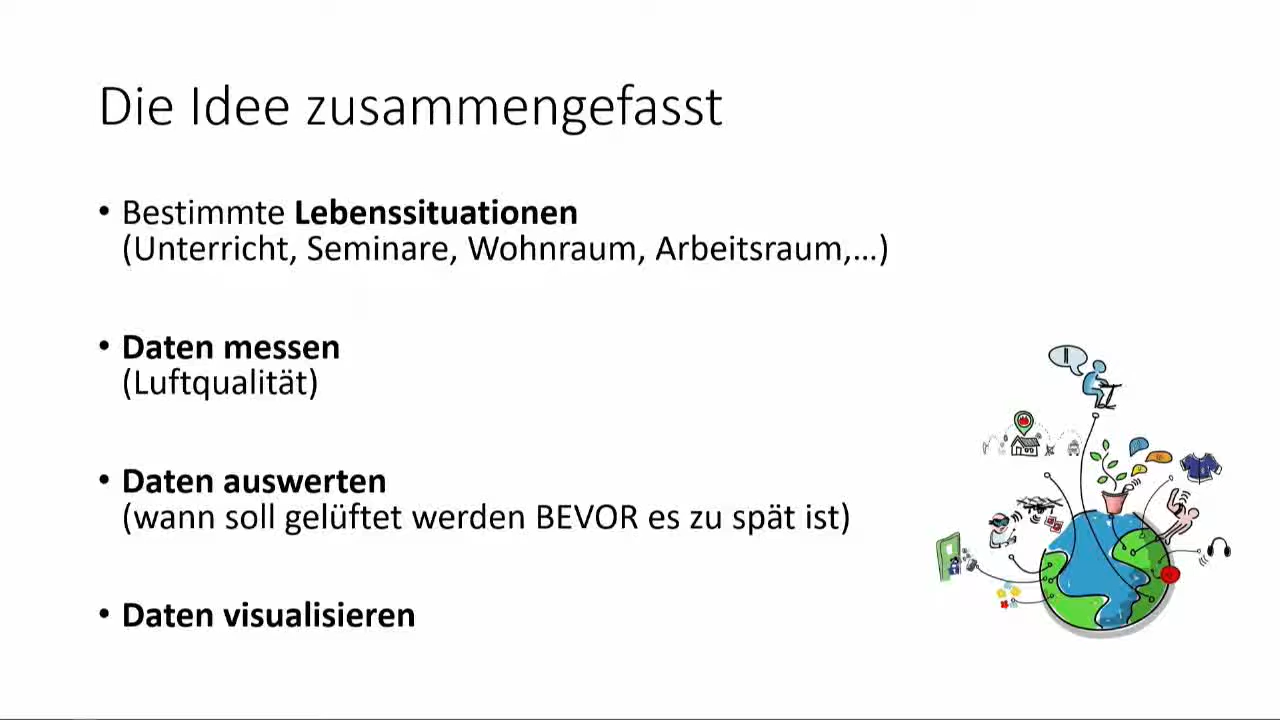 Die Idee zusammengefasst
• Bestimmte Lebenssituationen
(Unterricht, Seminare, Wohnraum, Arbeitsraum,...)
• Daten messen
(Luftqualität)
• Daten auswerten
(wann soll gelüftet werden BEVOR es zu spät ist)
• Daten visualisieren